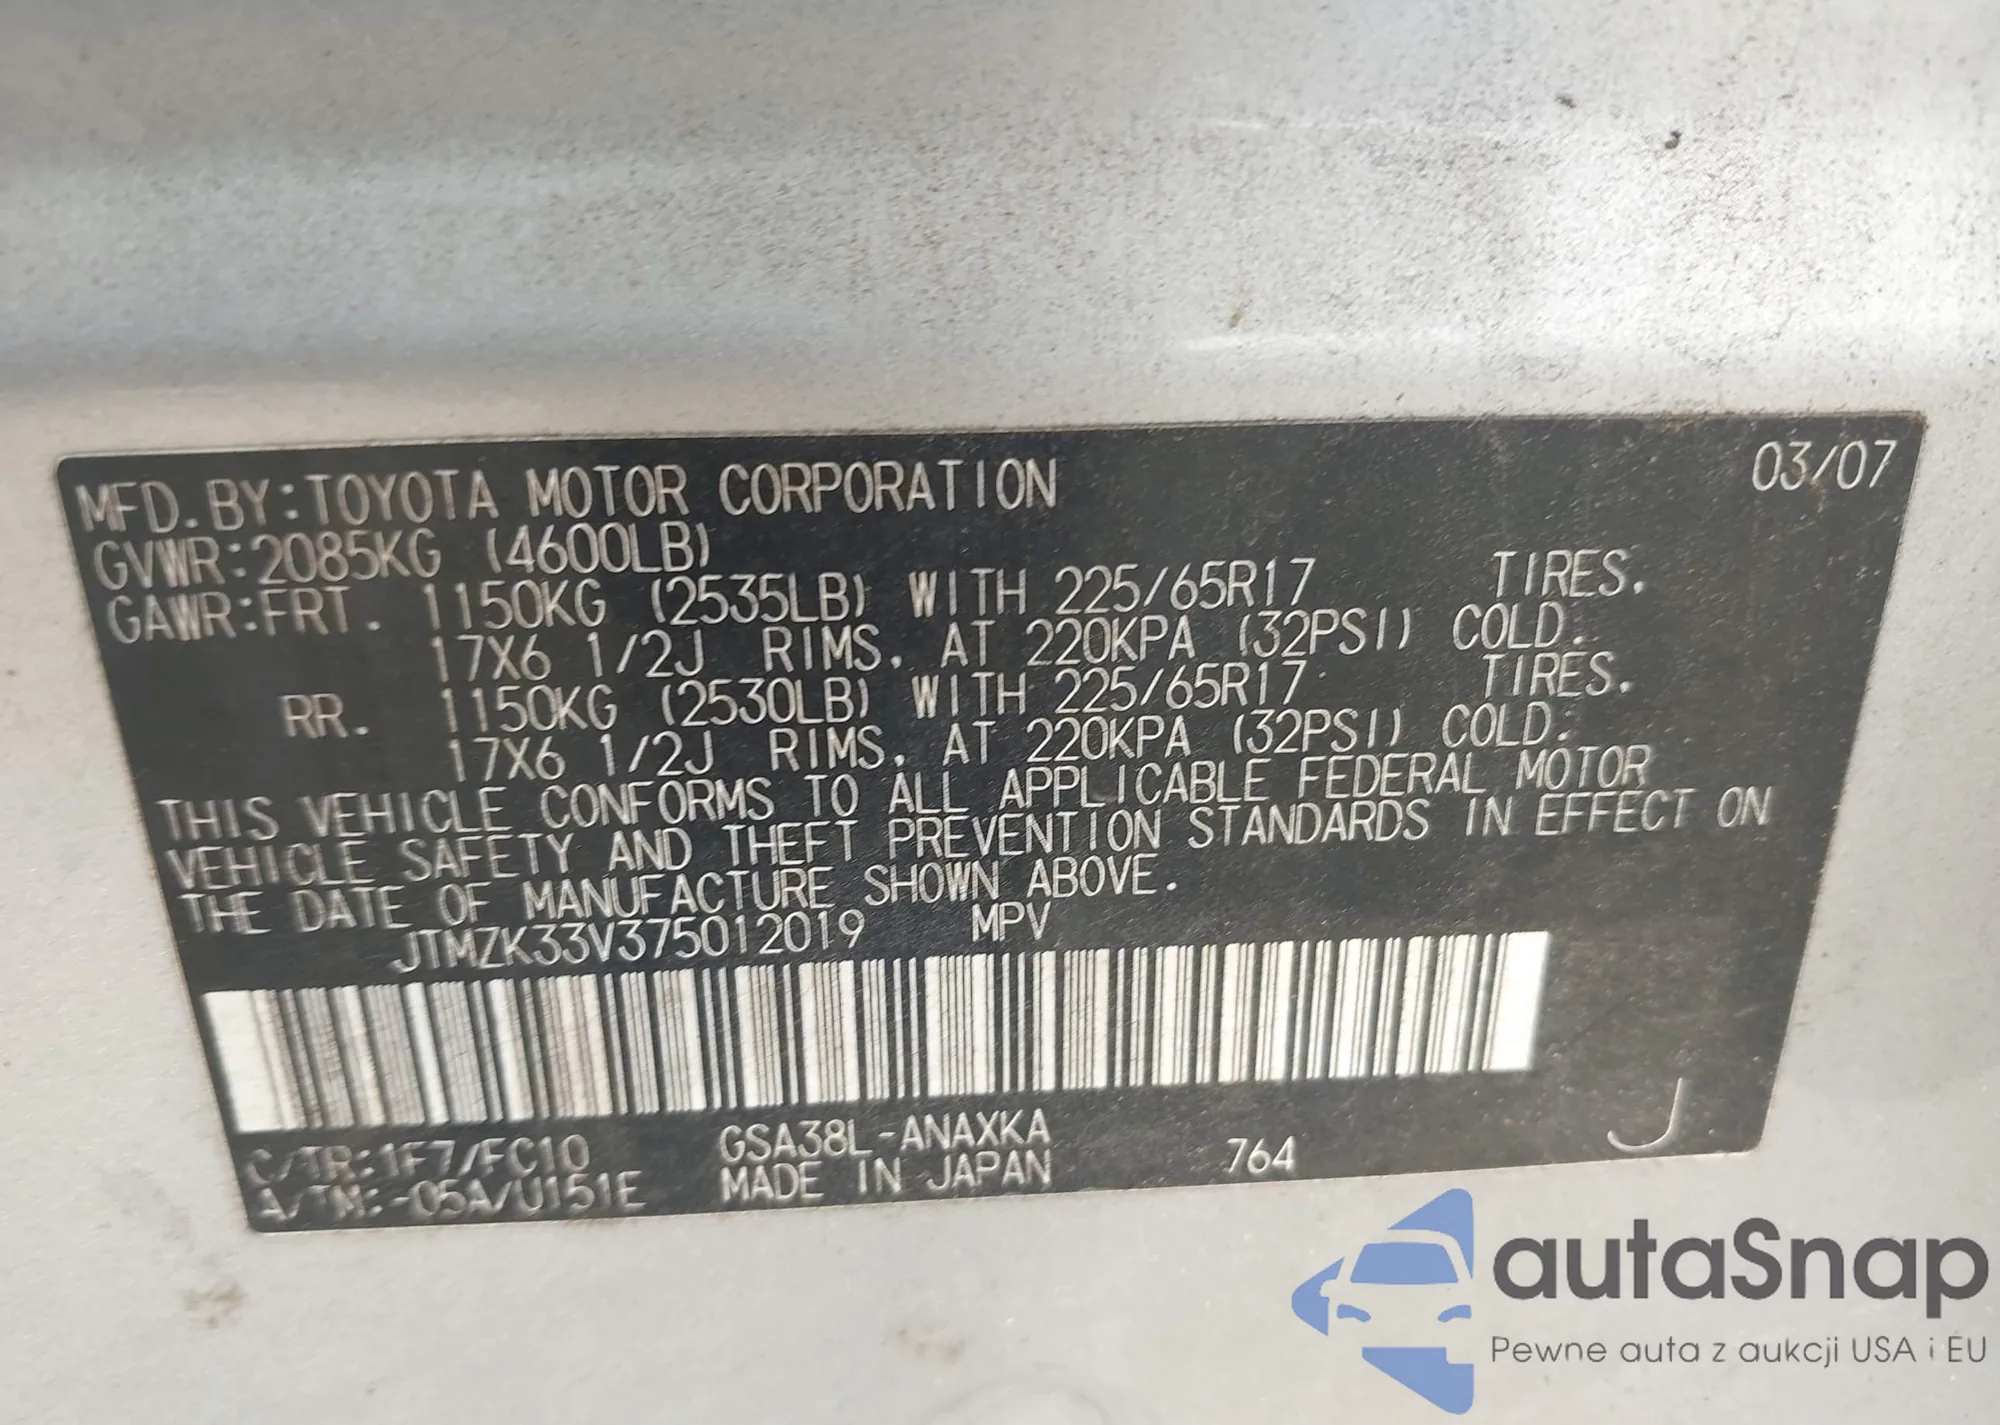 03/07
MFD.BY:TOYOTA MOTOR CORPORATION
GVWR:2085KG (4600LB)
GAWR:FRT. 1150KG (2535LB) WITH 225/65R17 TIRES.
17X6 1/2J RIMS, AT 220KPA (32PSI) COLD.
RR. 1150KG (2530LB) WITH 225/65R17 TIRES.
17X6 1/2J RIMS, AT 220KPA (32PSI) COLD.
THIS VEHICLE CONFORMS TO ALL APPLICABLE FEDERAL MOTOR
VEHICLE SAFETY AND THEFT PREVENTION STANDARDS IN EFFECT ON
THE DATE OF MANUFACTURE SHOWN ABOVE.
JTMZK33V375012019 MPV
C/TR:1F7/FC10 GSA38L-ANAXKA 764 J
A/TM:-05A/U151E MADE IN JAPAN
autaSnap
Pewne auta z aukcji USA i EU